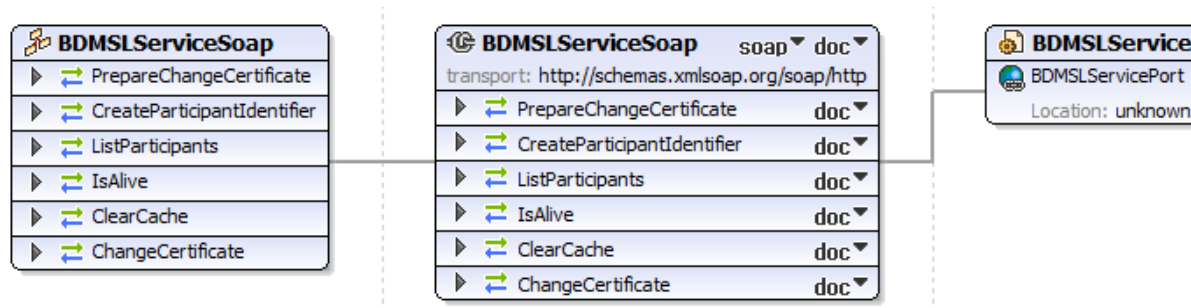 BDMSLServiceSoap
PrepareChangeCertificate
CreateParticipantIdentifier
ListParticipants
IsAlive
ClearCache
ChangeCertificate
BDMSLServiceSoap soap doc
transport: http://schemas.xmlsoap.org/soap/http
PrepareChangeCertificate doc
CreateParticipantIdentifier doc
ListParticipants doc
IsAlive doc
ClearCache doc
ChangeCertificate doc
BDMSLService
BDMSLServicePort
Location: unknown